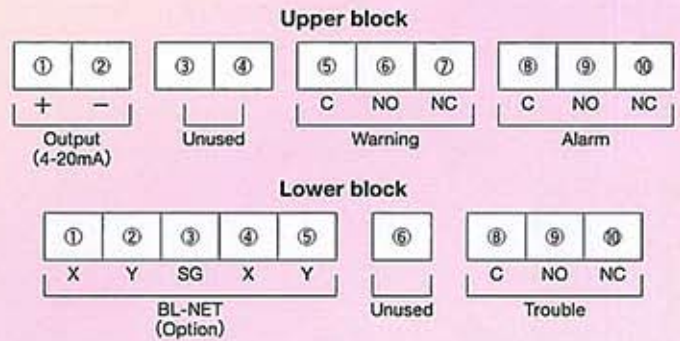 Upper block
① ② ③ ④ ⑤ ⑥ ⑦ ⑧ ⑨ ⑩
+ − C NO NC C NO NC
Output Unused Warning Alarm
(4-20mA)
Lower block
① ② ③ ④ ⑤ ⑥ ⑧ ⑨ ⑩
X Y SG X Y C NO NC
BL-NET Unused Trouble
(Option)